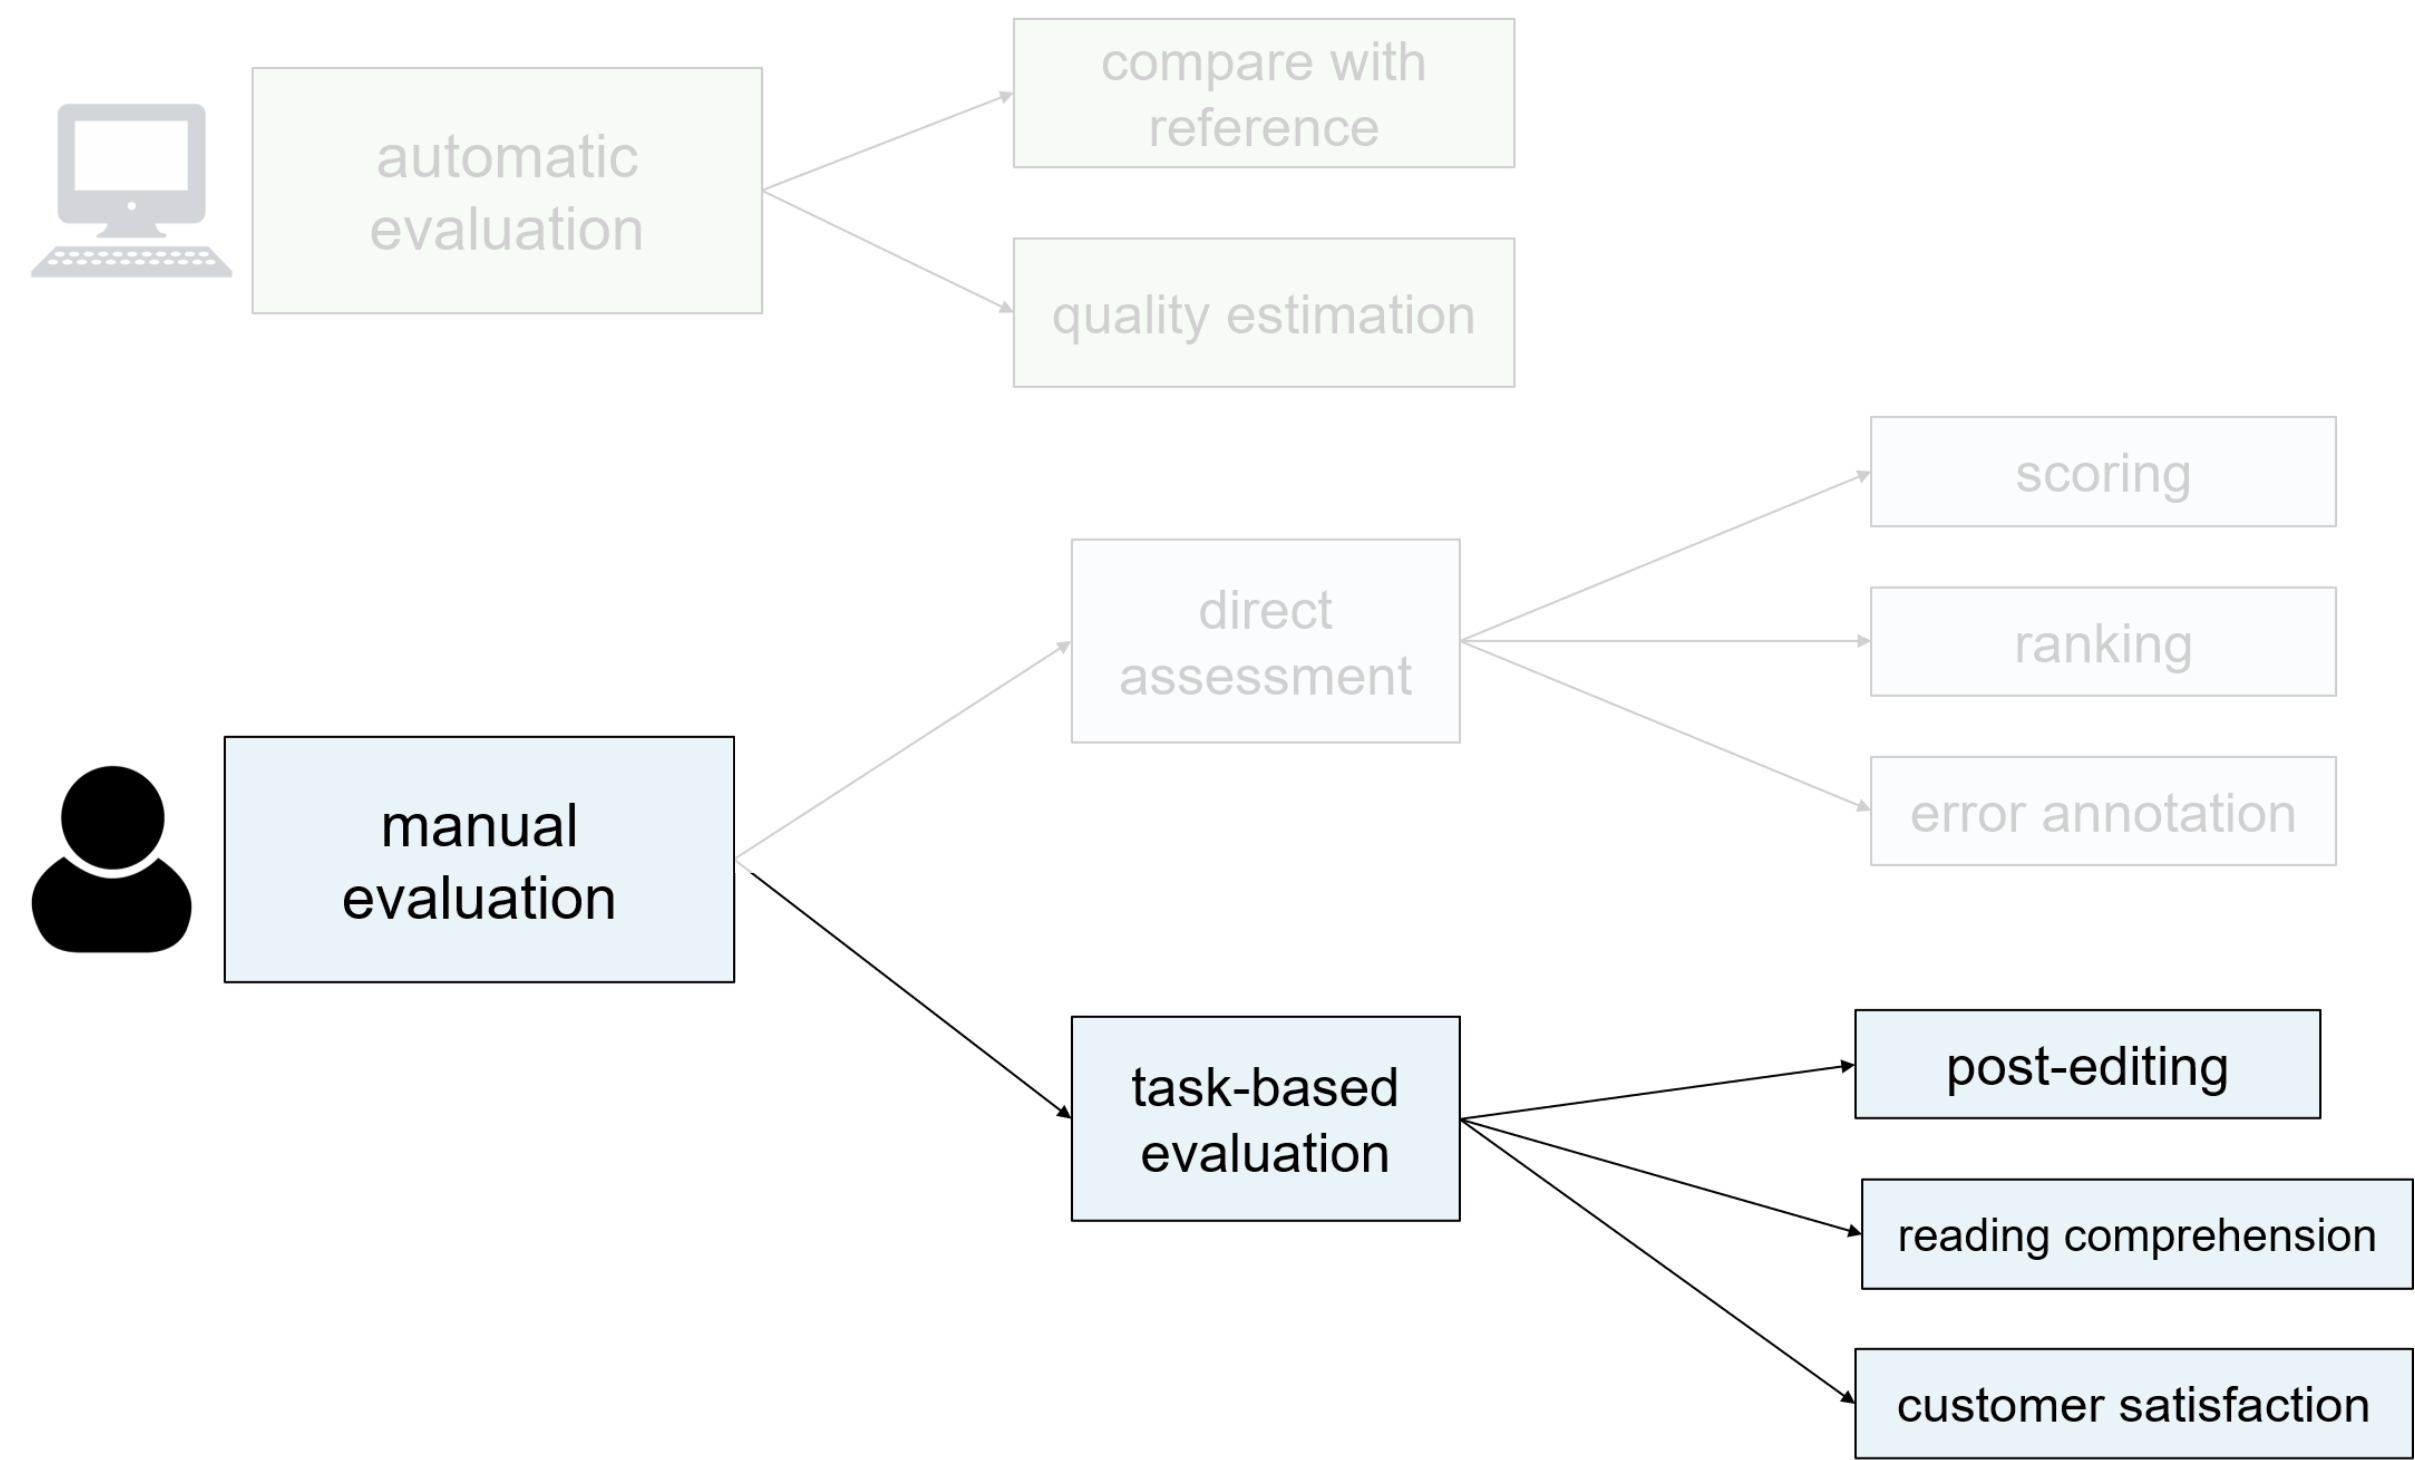 compare with
reference
automatic
evaluation
quality estimation
scoring
direct
assessment
ranking
error annotation
manual
evaluation
task-based
evaluation
post-editing
reading comprehension
customer satisfaction